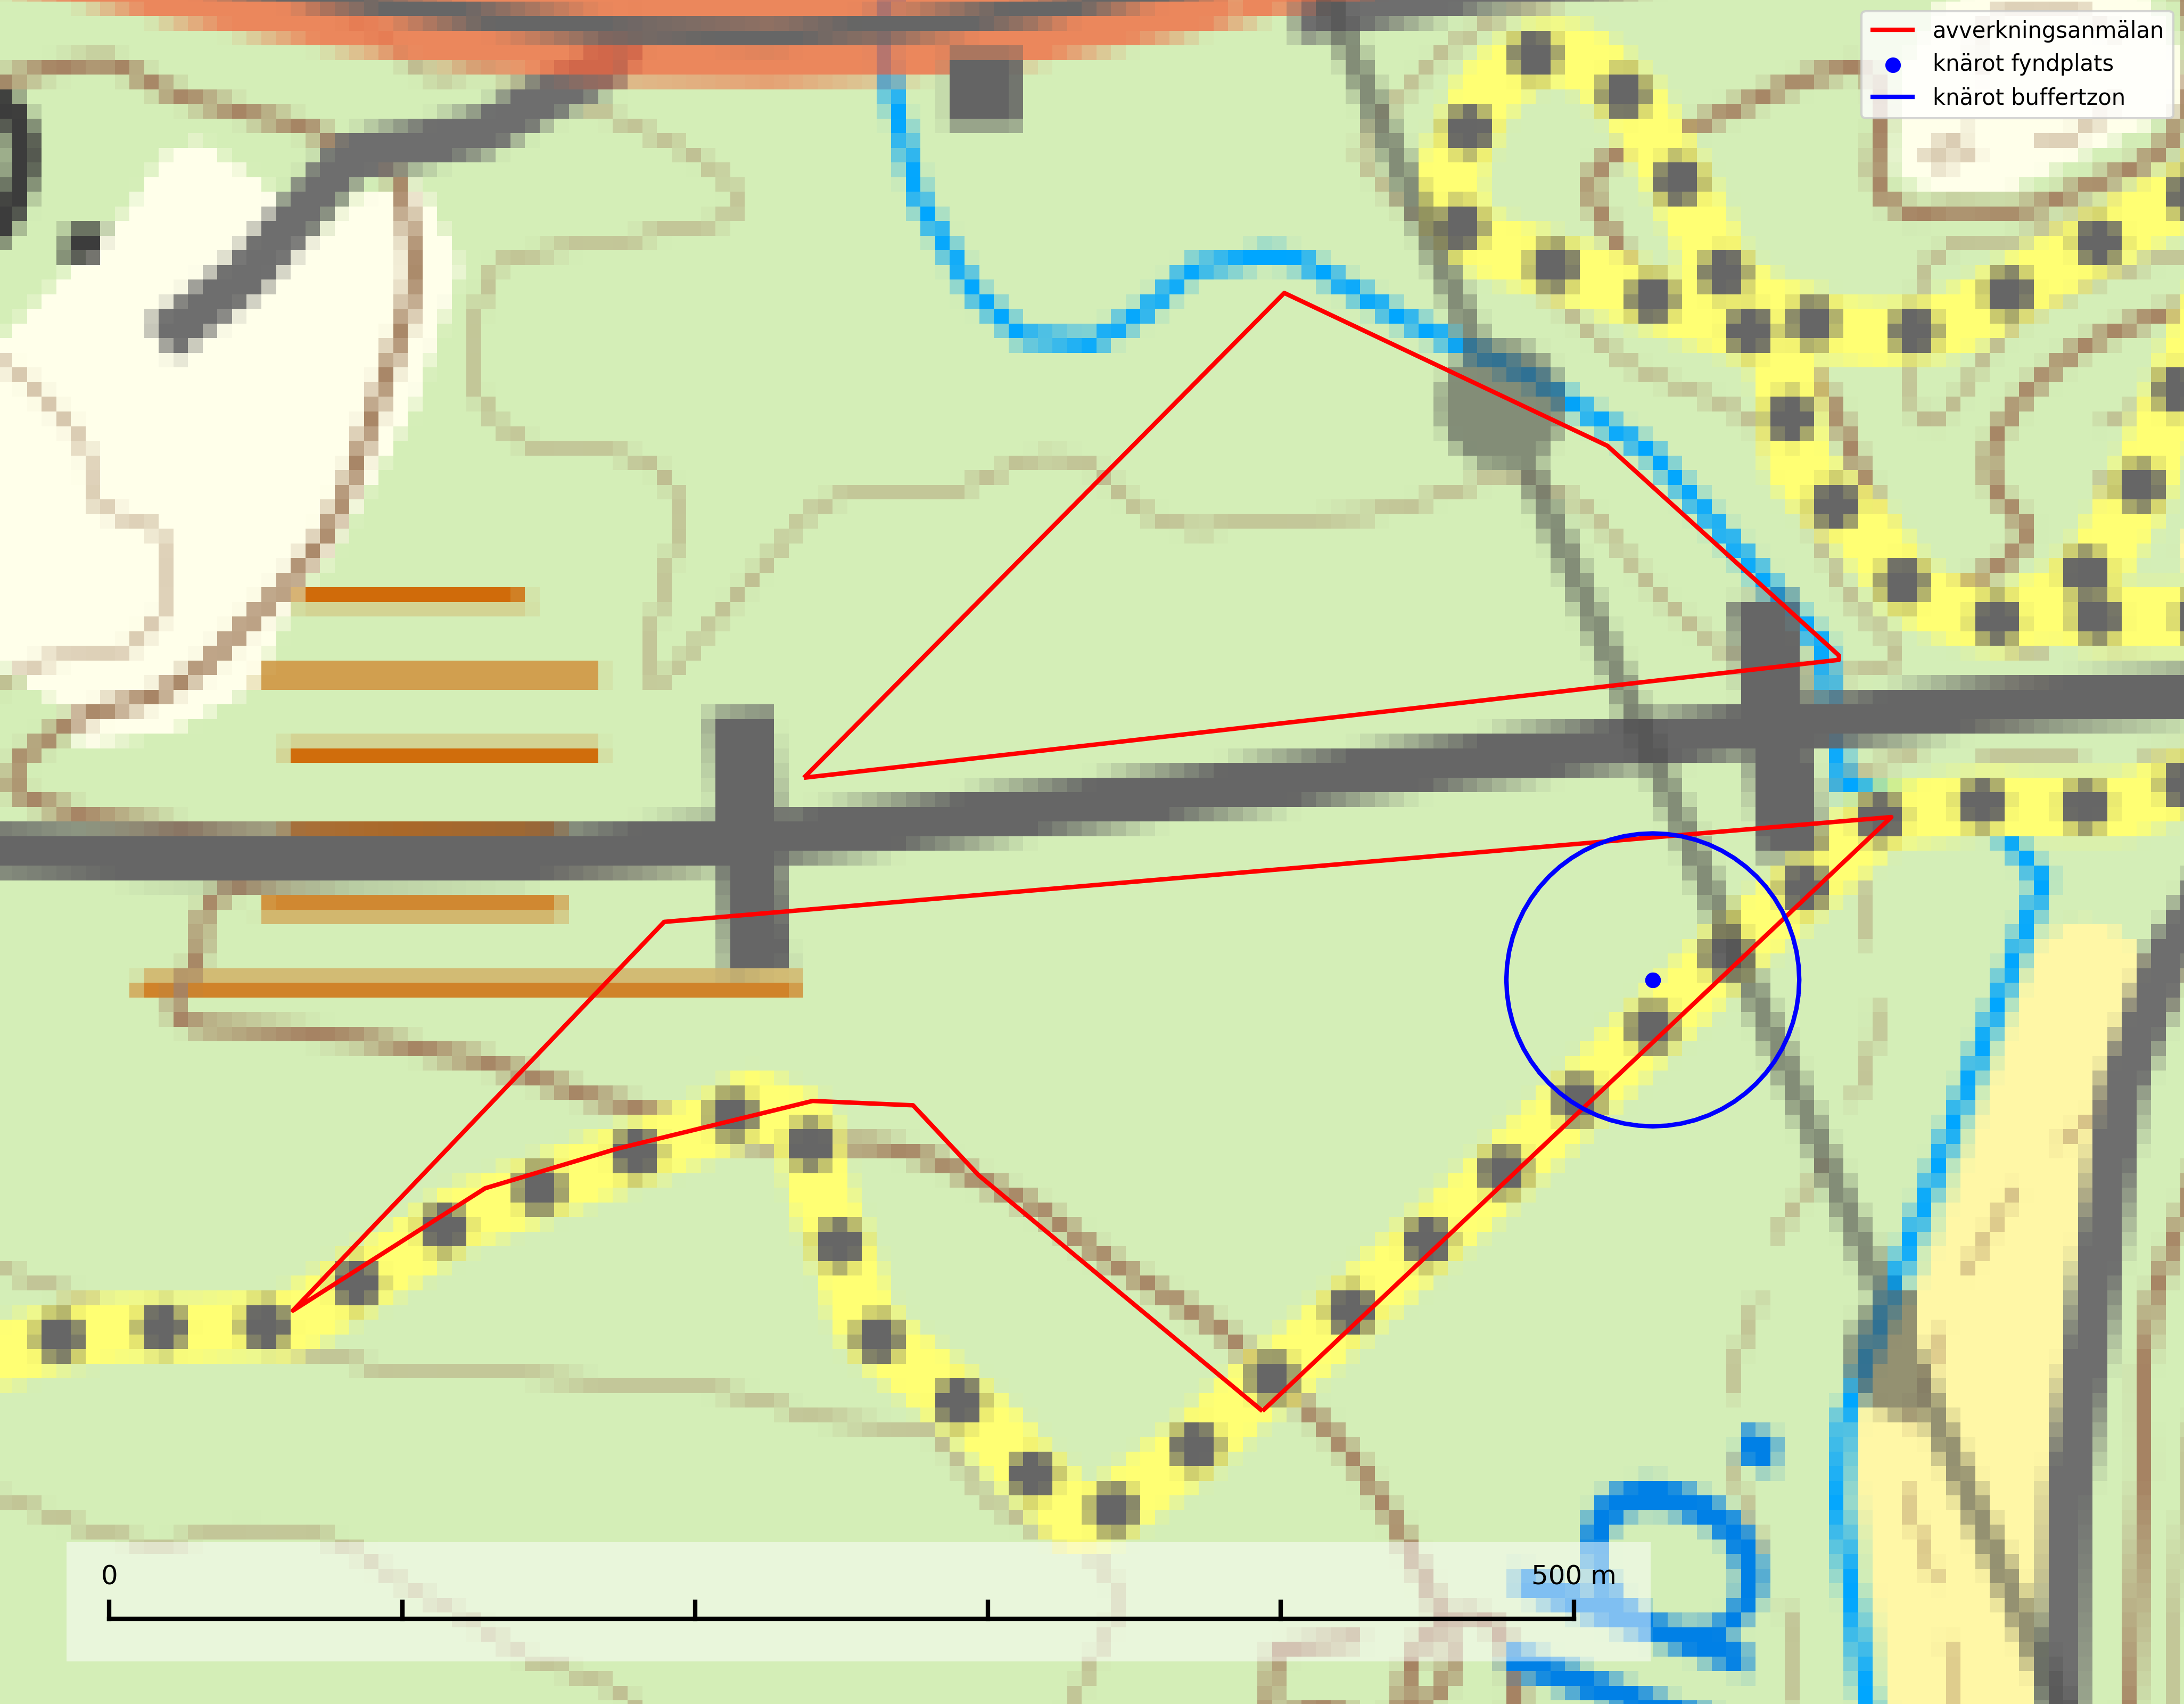 avverkningsanmälan
knärot fyndplats
knärot buffertzon
0 500 m